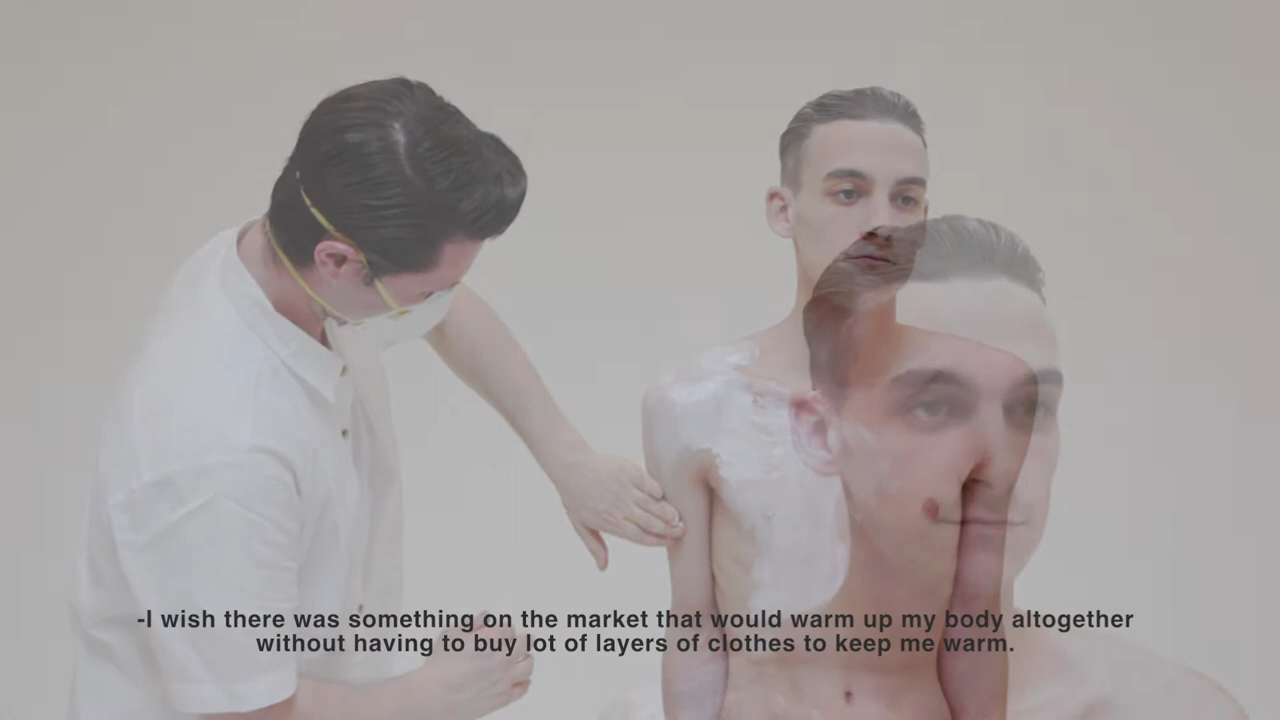 -I wish there was something on the market that would warm up my body altogether
without having to buy lot of layers of clothes to keep me warm.